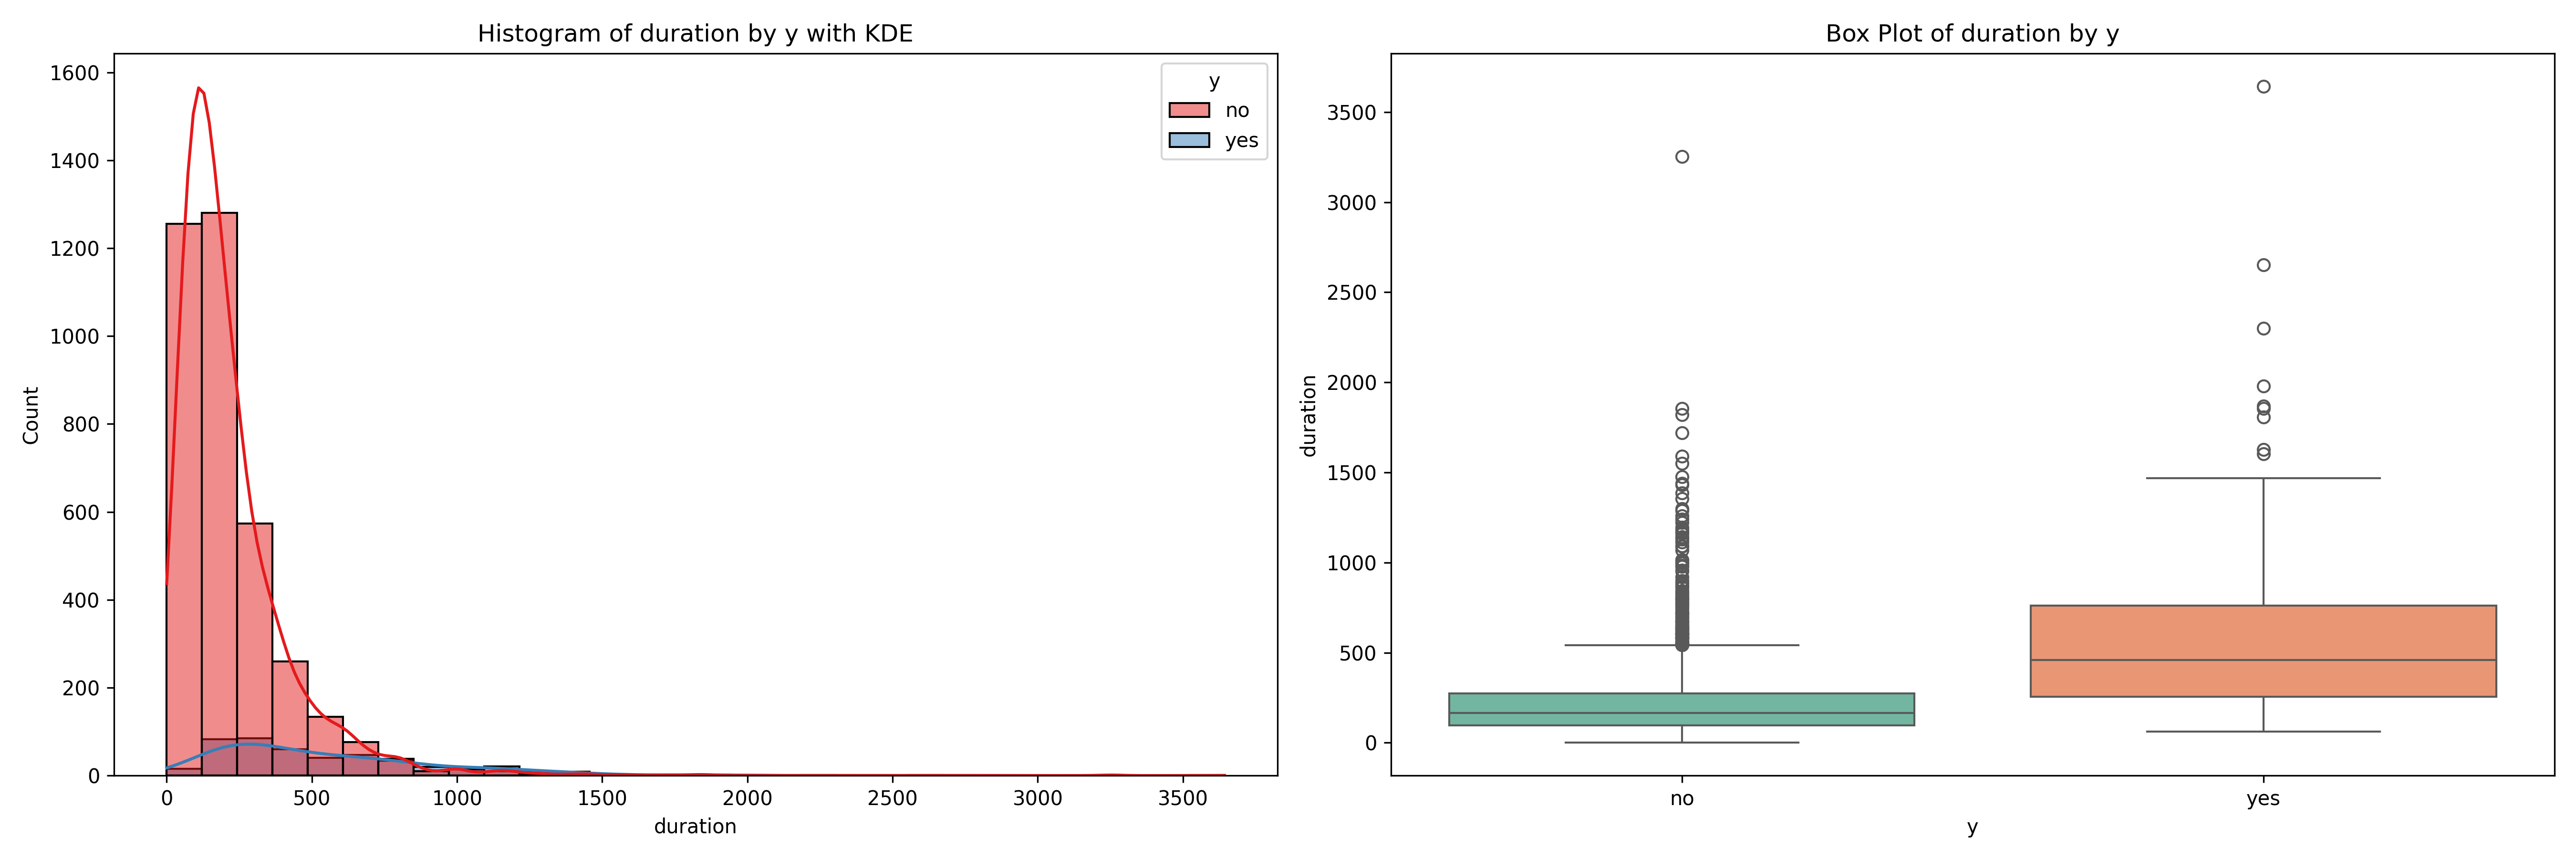 Histogram of duration by y with KDE
1600
1400
1200
1000
800
600
400
200
0
Count
0 500 1000 1500 2000 2500 3000 3500
duration
y
no
yes
Box Plot of duration by y
3500
3000
2500
2000
1500
1000
500
0
duration
no yes
y